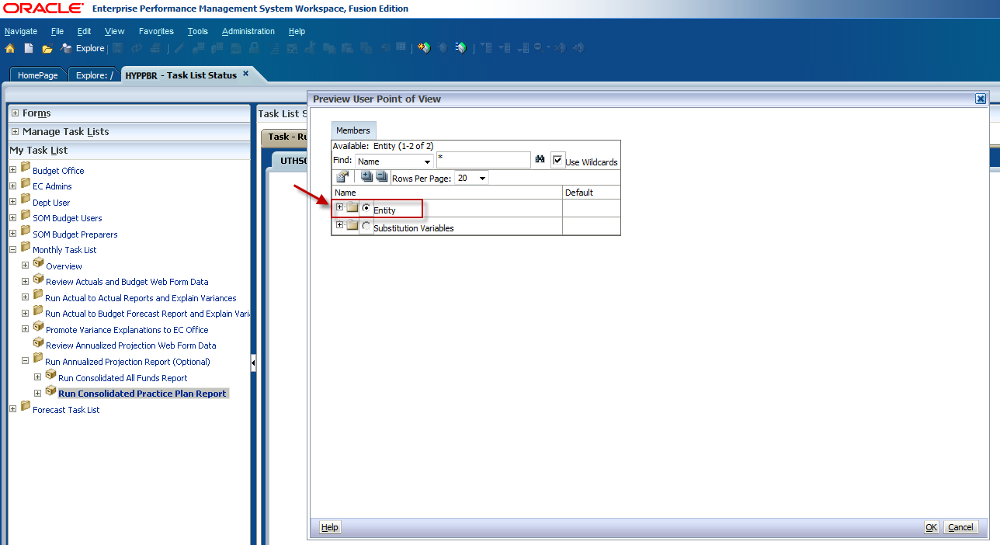 ORACLE Enterprise Performance Management System Workspace, Fusion Edition
Navigate File Edit View Favorites Tools Administration Help
Explore
HomePage Explore: / HYPPBR - Task List Status
Forms
Manage Task Lists
My Task List
Budget Office
EC Admins
Dept User
SOM Budget Users
SOM Budget Preparers
Monthly Task List
Overview
Review Actuals and Budget Web Form Data
Run Actual to Actual Reports and Explain Variances
Run Actual to Budget Forecast Report and Explain Varia
Promote Variance Explanations to EC Office
Review Annualized Projection Web Form Data
Run Annualized Projection Report (Optional)
Run Consolidated All Funds Report
Run Consolidated Practice Plan Report
Forecast Task List
Task List S
Task - Ru
UTHSC
Preview User Point of View
Members
Available: Entity (1-2 of 2)
Find: Name * Use Wildcards
Rows Per Page: 20
Name Default
Entity
Substitution Variables
Help OK Cancel